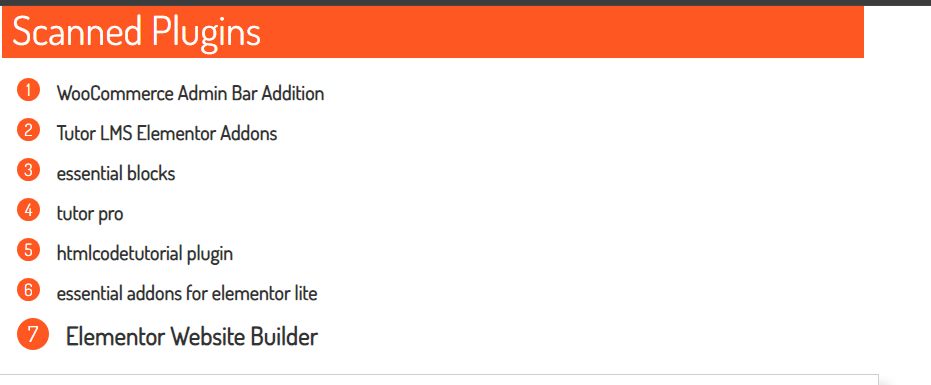 Scanned Plugins
1 WooCommerce Admin Bar Addition
2 Tutor LMS Elementor Addons
3 essential blocks
4 tutor pro
5 htmlcodetutorial plugin
6 essential addons for elementor lite
7 Elementor Website Builder